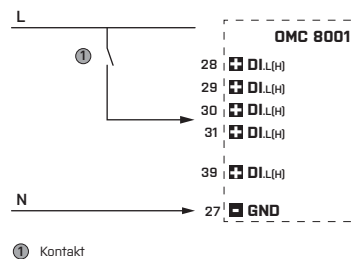 L
OMC 8001
1
28 + DI.L(H)
29 + DI.L(H)
30 + DI.L(H)
31 + DI.L(H)
39 + DI.L(H)
N
27 - GND
1 Kontakt